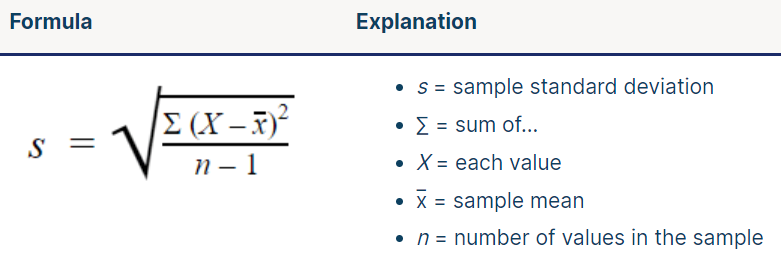 Formula Explanation
s = √(Σ (X – x̄)² / n – 1)
• s = sample standard deviation
• ∑ = sum of...
• X = each value
• x̄ = sample mean
• n = number of values in the sample